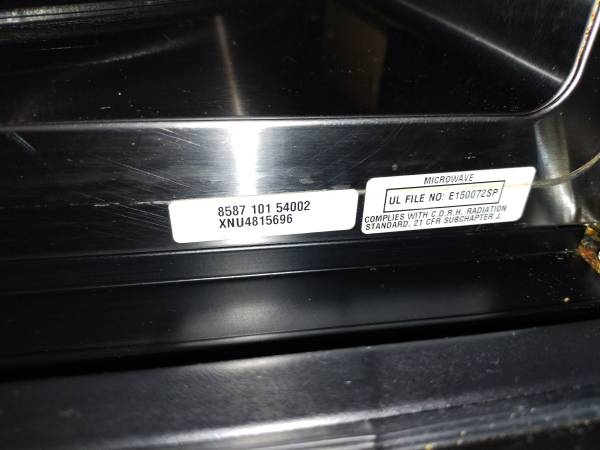 8587 101 54002
XNU4815696
MICROWAVE
UL FILE NO: E150072SP
COMPLIES WITH C.D.R.H. RADIATION
STANDARD, 21 CFR SUBCHAPTER J.